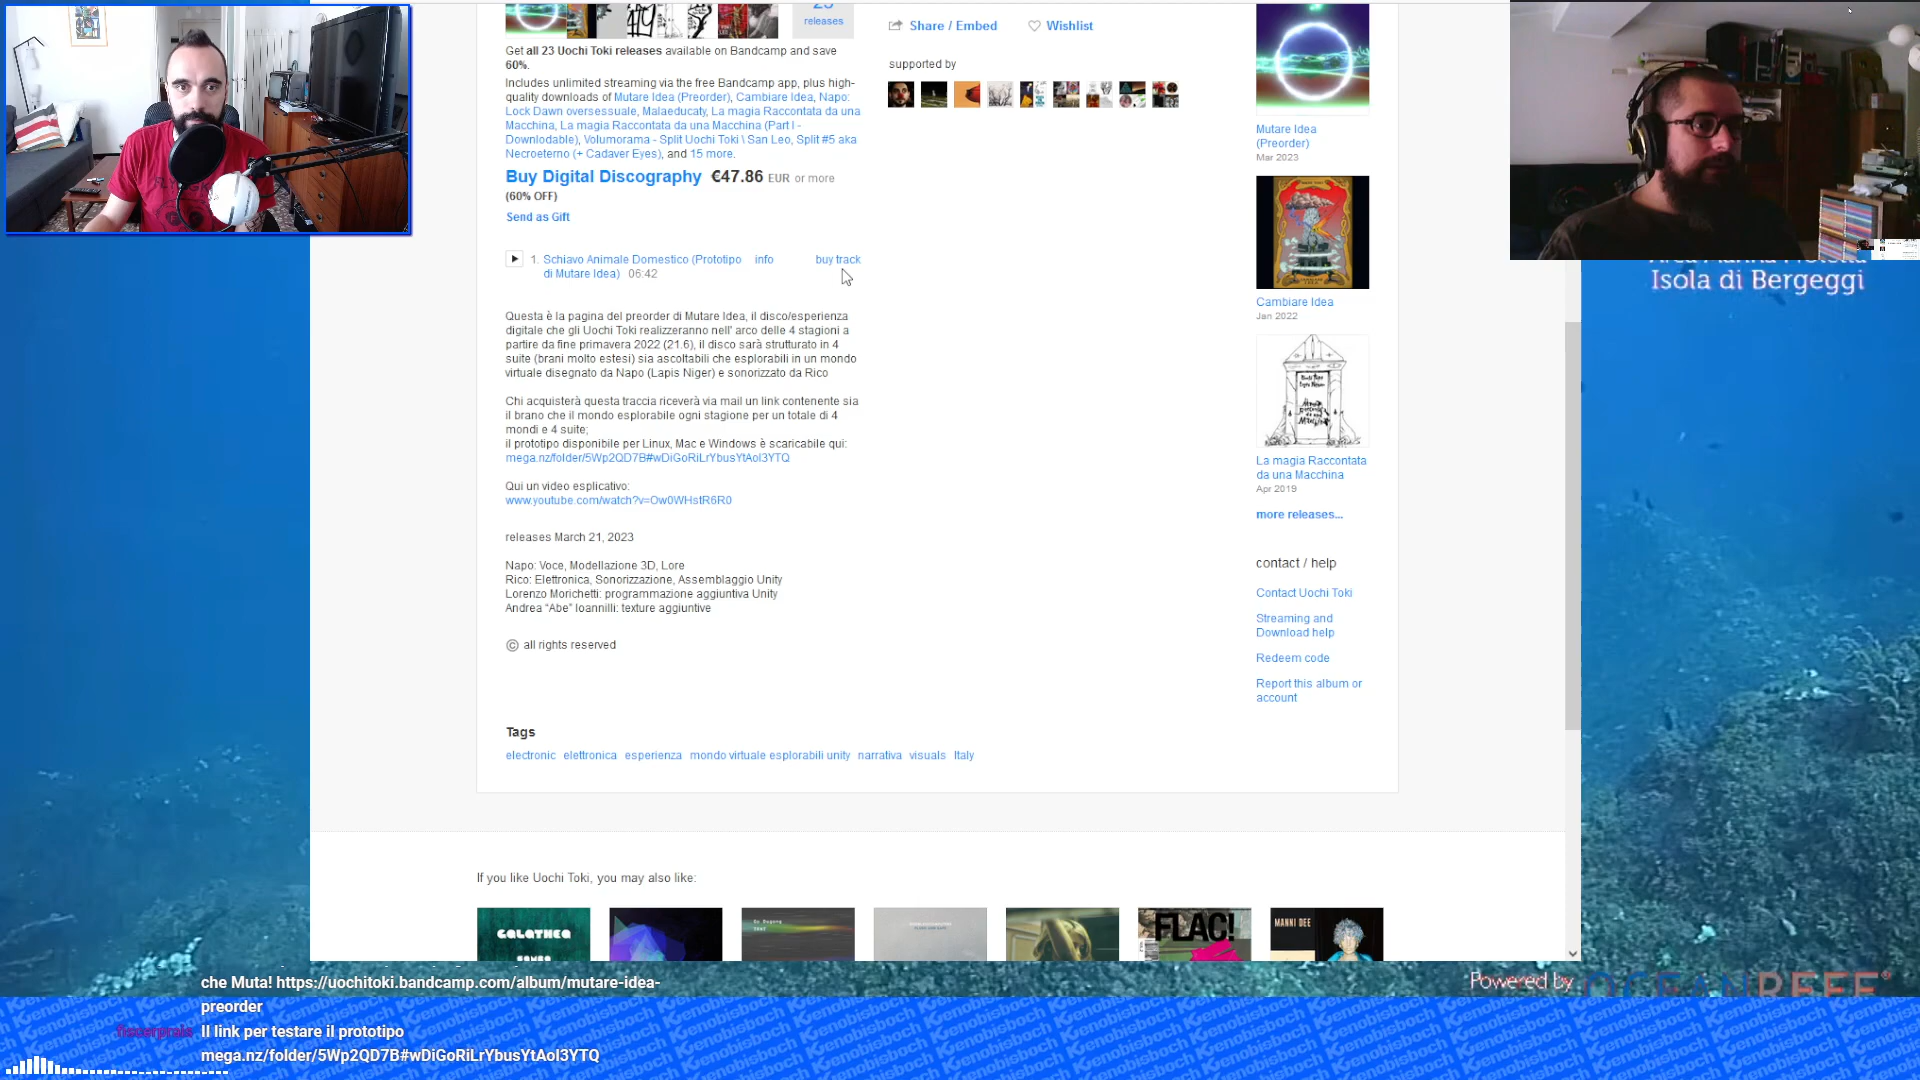 releases
Get all 23 Uochi Toki releases available on Bandcamp and save
60%.
Includes unlimited streaming via the free Bandcamp app, plus high-
quality downloads of Mutare Idea (Preorder), Cambiare Idea, Napo:
Lock Dawn oversessuale, Malaeducaty, La magia Raccontata da una
Macchina, La magia Raccontata da una Macchina (Part I -
Downlodable), Volumorama - Split Uochi Toki \ San Leo, Split #5 aka
Necroeterno (+ Cadaver Eyes), and 15 more.
Buy Digital Discography €47.86 EUR or more
(60% OFF)
Send as Gift
1. Schiavo Animale Domestico (Prototipo info buy track
di Mutare Idea) 06:42
Questa è la pagina del preorder di Mutare Idea, il disco/esperienza
digitale che gli Uochi Toki realizzeranno nell' arco delle 4 stagioni a
partire da fine primavera 2022 (21.6), il disco sarà strutturato in 4
suite (brani molto estesi) sia ascoltabili che esplorabili in un mondo
virtuale disegnato da Napo (Lapis Niger) e sonorizzato da Rico
Chi acquisterà questa traccia riceverà via mail un link contenente sia
il brano che il mondo esplorabile ogni stagione per un totale di 4
mondi e 4 suite;
il prototipo disponibile per Linux, Mac e Windows è scaricabile qui:
mega.nz/folder/5Wp2QD7B#wDiGoRiLrYbusYtAoI3YTQ
Qui un video esplicativo:
www.youtube.com/watch?v=Ow0WHstR6R0
releases March 21, 2023
Napo: Voce, Modellazione 3D, Lore
Rico: Elettronica, Sonorizzazione, Assemblaggio Unity
Lorenzo Morichetti: programmazione aggiuntiva Unity
Andrea “Abe” Ioannilli: texture aggiuntive
© all rights reserved
Tags
electronic elettronica esperienza mondo virtuale esplorabili unity narrativa visuals Italy
Share / Embed Wishlist
supported by
Mutare Idea
(Preorder)
Mar 2023
Cambiare Idea
Jan 2022
La magia Raccontata
da una Macchina
Apr 2019
more releases...
contact / help
Contact Uochi Toki
Streaming and
Download help
Redeem code
Report this album or
account
Isola di Bergeggi
If you like Uochi Toki, you may also like:
GALATHEA
FLAC!
MANNI DEE
Powered by OCEAN REEF
che Muta! https://uochitoki.bandcamp.com/album/mutare-idea-
preorder
Il link per testare il prototipo
mega.nz/folder/5Wp2QD7B#wDiGoRiLrYbusYtAoI3YTQ
Kenobisboch